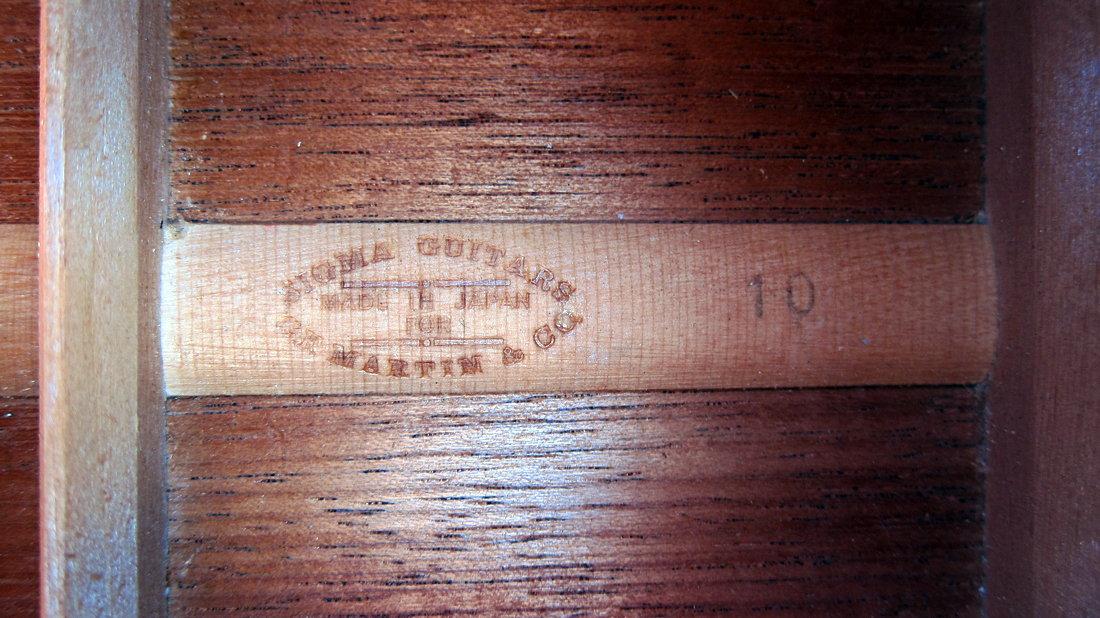 SIGMA GUITARS
MADE IN JAPAN
FOR
C.F. MARTIN & CO.
10